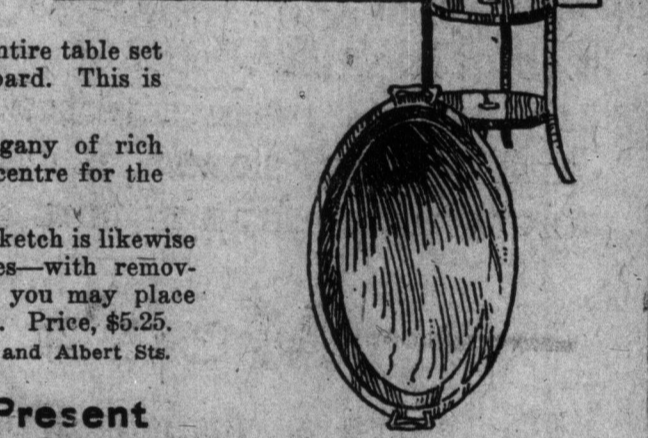 ntire table set
oard. This is
gany of rich
centre for the
ketch is likewise
es—with remov-
you may place
. Price, $5.25.
and Albert Sts.
Present